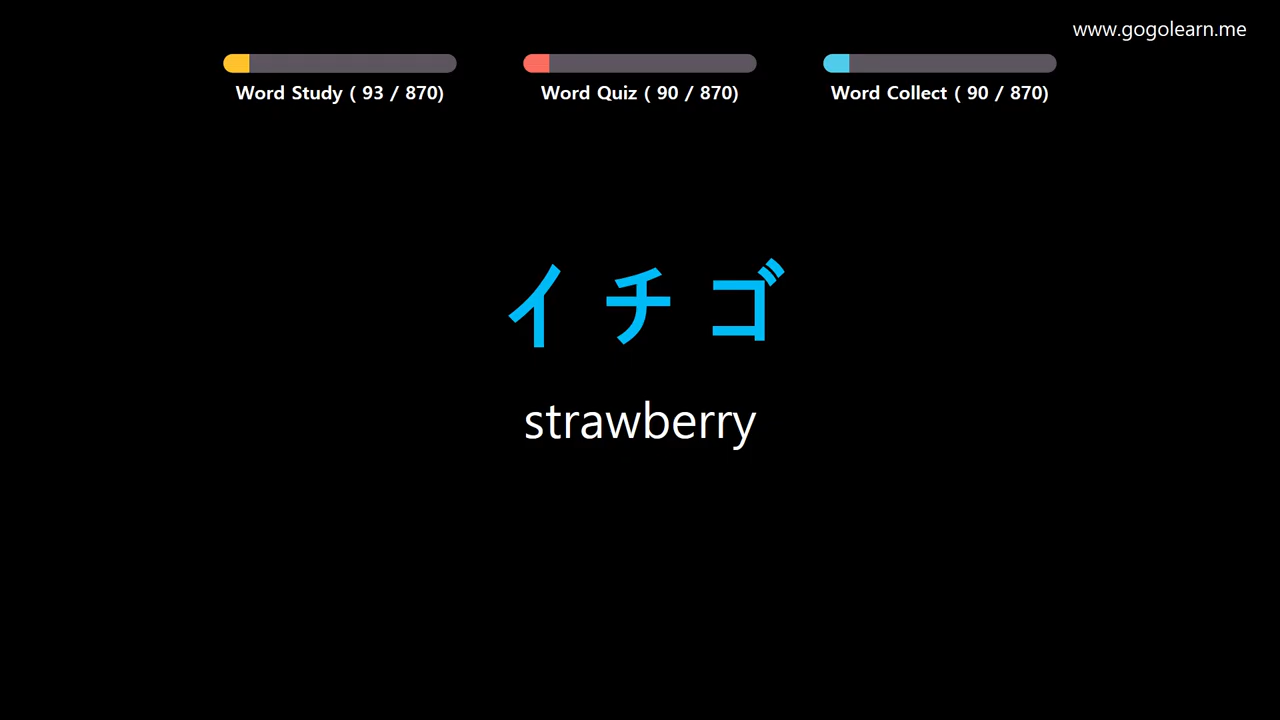 www.gogolearn.me
Word Study ( 93 / 870)
Word Quiz ( 90 / 870)
Word Collect ( 90 / 870)
イチゴ
strawberry